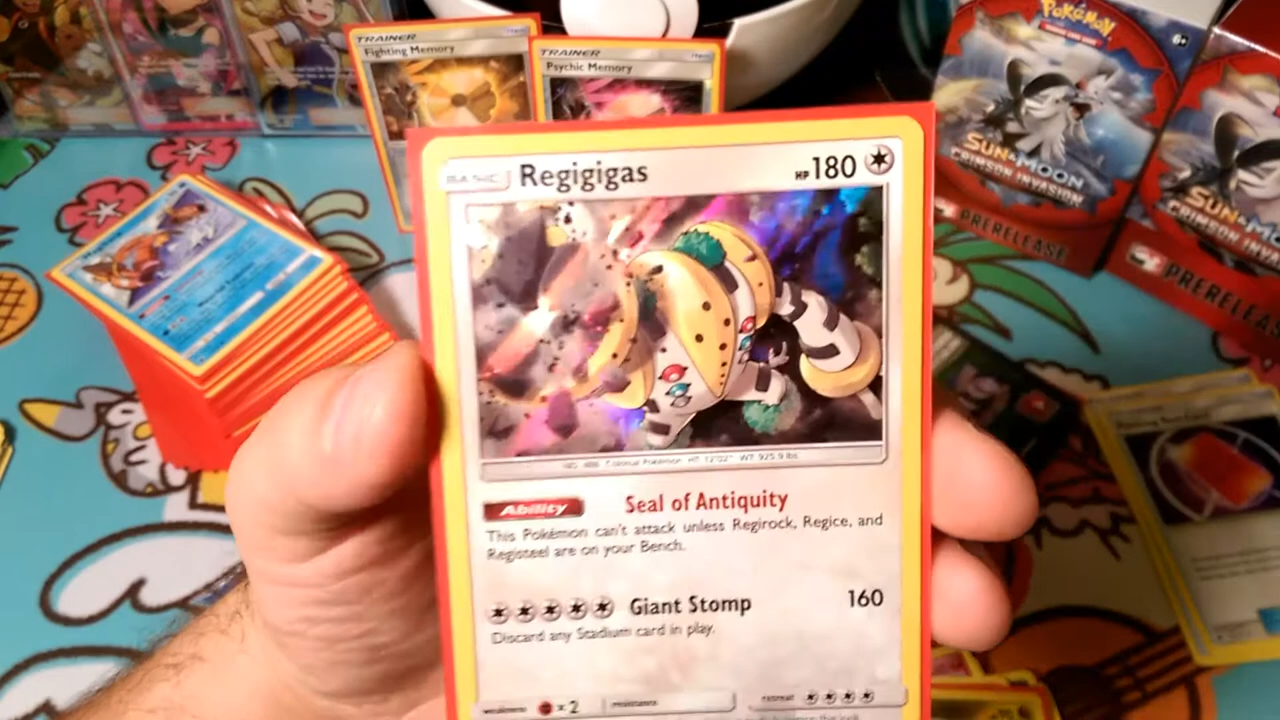 TRAINER
Fighting Memory
TRAINER
Psychic Memory
Pokémon
6+
SUN & MOON
CRIMSON INVASION
PRERELEASE
SUN & MO
CRIMSON INVA
PRERELEAS
BASIC
Regigigas
HP 180
NO. 486 Colossal Pokémon HT: 12'02" WT: 925.9 lbs.
Ability
Seal of Antiquity
This Pokémon can't attack unless Regirock, Regice, and
Registeel are on your Bench.
Giant Stomp
160
Discard any Stadium card in play.
weakness
×2
resistance
retreat